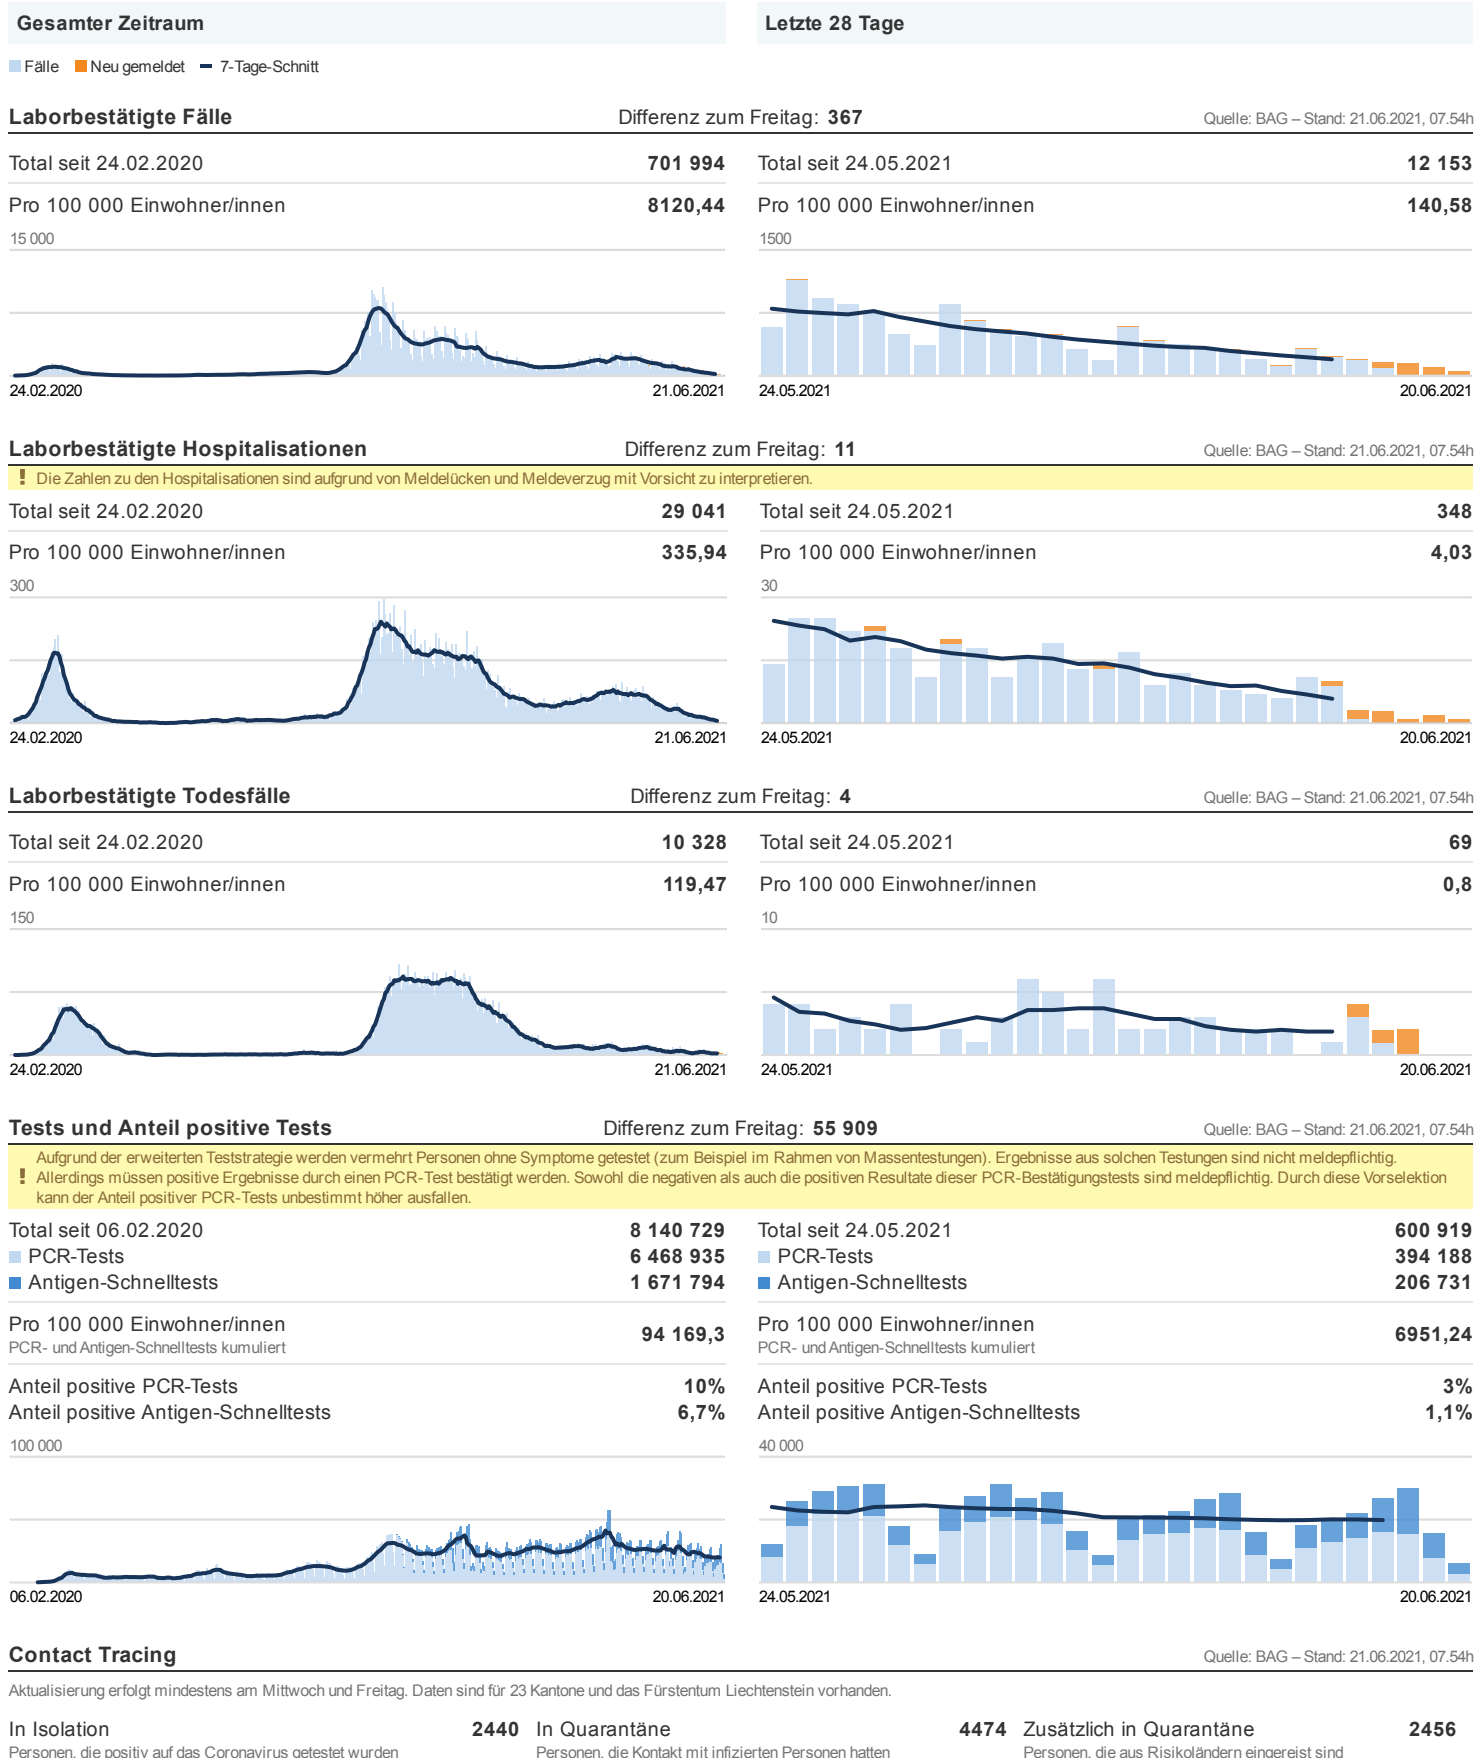 Gesamter Zeitraum
Letzte 28 Tage
Fälle Neu gemeldet 7-Tage-Schnitt
Laborbestätigte Fälle Differenz zum Freitag: 367 Quelle: BAG – Stand: 21.06.2021, 07.54h
Total seit 24.02.2020 701 994
Pro 100 000 Einwohner/innen 8120,44
15 000
24.02.2020 21.06.2021
Total seit 24.05.2021 12 153
Pro 100 000 Einwohner/innen 140,58
1500
24.05.2021 20.06.2021
Laborbestätigte Hospitalisationen Differenz zum Freitag: 11 Quelle: BAG – Stand: 21.06.2021, 07.54h
! Die Zahlen zu den Hospitalisationen sind aufgrund von Meldelücken und Meldeverzug mit Vorsicht zu interpretieren.
Total seit 24.02.2020 29 041
Pro 100 000 Einwohner/innen 335,94
300
24.02.2020 21.06.2021
Total seit 24.05.2021 348
Pro 100 000 Einwohner/innen 4,03
30
24.05.2021 20.06.2021
Laborbestätigte Todesfälle Differenz zum Freitag: 4 Quelle: BAG – Stand: 21.06.2021, 07.54h
Total seit 24.02.2020 10 328
Pro 100 000 Einwohner/innen 119,47
150
24.02.2020 21.06.2021
Total seit 24.05.2021 69
Pro 100 000 Einwohner/innen 0,8
10
24.05.2021 20.06.2021
Tests und Anteil positive Tests Differenz zum Freitag: 55 909 Quelle: BAG – Stand: 21.06.2021, 07.54h
Aufgrund der erweiterten Teststrategie werden vermehrt Personen ohne Symptome getestet (zum Beispiel im Rahmen von Massentestungen). Ergebnisse aus solchen Testungen sind nicht meldepflichtig.
! Allerdings müssen positive Ergebnisse durch einen PCR-Test bestätigt werden. Sowohl die negativen als auch die positiven Resultate dieser PCR-Bestätigungstests sind meldepflichtig. Durch diese Vorselektion
kann der Anteil positiver PCR-Tests unbestimmt höher ausfallen.
Total seit 06.02.2020 8 140 729
PCR-Tests 6 468 935
Antigen-Schnelltests 1 671 794
Pro 100 000 Einwohner/innen 94 169,3
PCR- und Antigen-Schnelltests kumuliert
Anteil positive PCR-Tests 10%
Anteil positive Antigen-Schnelltests 6,7%
100 000
06.02.2020 20.06.2021
Total seit 24.05.2021 600 919
PCR-Tests 394 188
Antigen-Schnelltests 206 731
Pro 100 000 Einwohner/innen 6951,24
PCR- und Antigen-Schnelltests kumuliert
Anteil positive PCR-Tests 3%
Anteil positive Antigen-Schnelltests 1,1%
40 000
24.05.2021 20.06.2021
Contact Tracing Quelle: BAG – Stand: 21.06.2021, 07.54h
Aktualisierung erfolgt mindestens am Mittwoch und Freitag. Daten sind für 23 Kantone und das Fürstentum Liechtenstein vorhanden.
In Isolation 2440
Personen, die positiv auf das Coronavirus getestet wurden
In Quarantäne 4474
Personen, die Kontakt mit infizierten Personen hatten
Zusätzlich in Quarantäne 2456
Personen, die aus Risikoländern eingereist sind